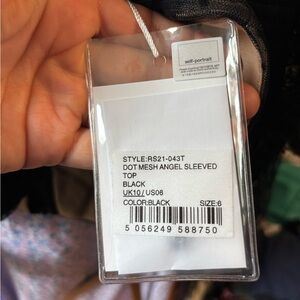 self-portrait
STYLE:RS21-043T
DOT MESH ANGEL SLEEVED
TOP
BLACK
UK10 / US06
COLOR:BLACK SIZE:6
5 056249 588750